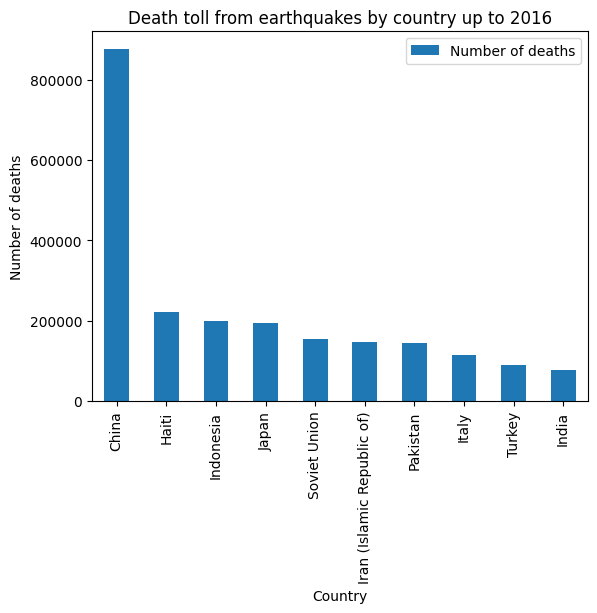 Death toll from earthquakes by country up to 2016
Number of deaths
Number of deaths
800000
600000
400000
200000
0
China
Haiti
Indonesia
Japan
Soviet Union
Iran (Islamic Republic of)
Pakistan
Italy
Turkey
India
Country